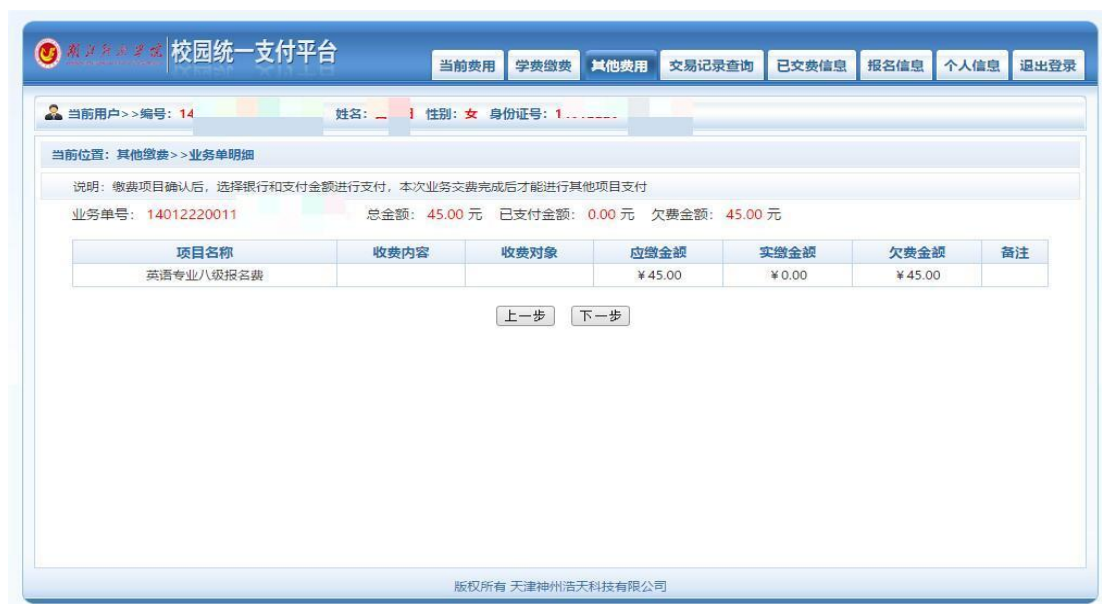 校园统一支付平台
当前费用 学费缴费 其他费用 交易记录查询 已交费信息 报名信息 个人信息 退出登录
当前用户>>编号：14 姓名： 性别：女 身份证号：1
当前位置：其他缴费>>业务单明细
说明：缴费项目确认后，选择银行和支付金额进行支付，本次业务交费完成后才能进行其他项目支付
业务单号：14012220011 总金额：45.00 元 已支付金额：0.00 元 欠费金额：45.00 元
项目名称 收费内容 收费对象 应缴金额 实缴金额 欠费金额 备注
英语专业八级报名费 ￥45.00 ￥0.00 ￥45.00
上一步 下一步
版权所有 天津神州浩天科技有限公司